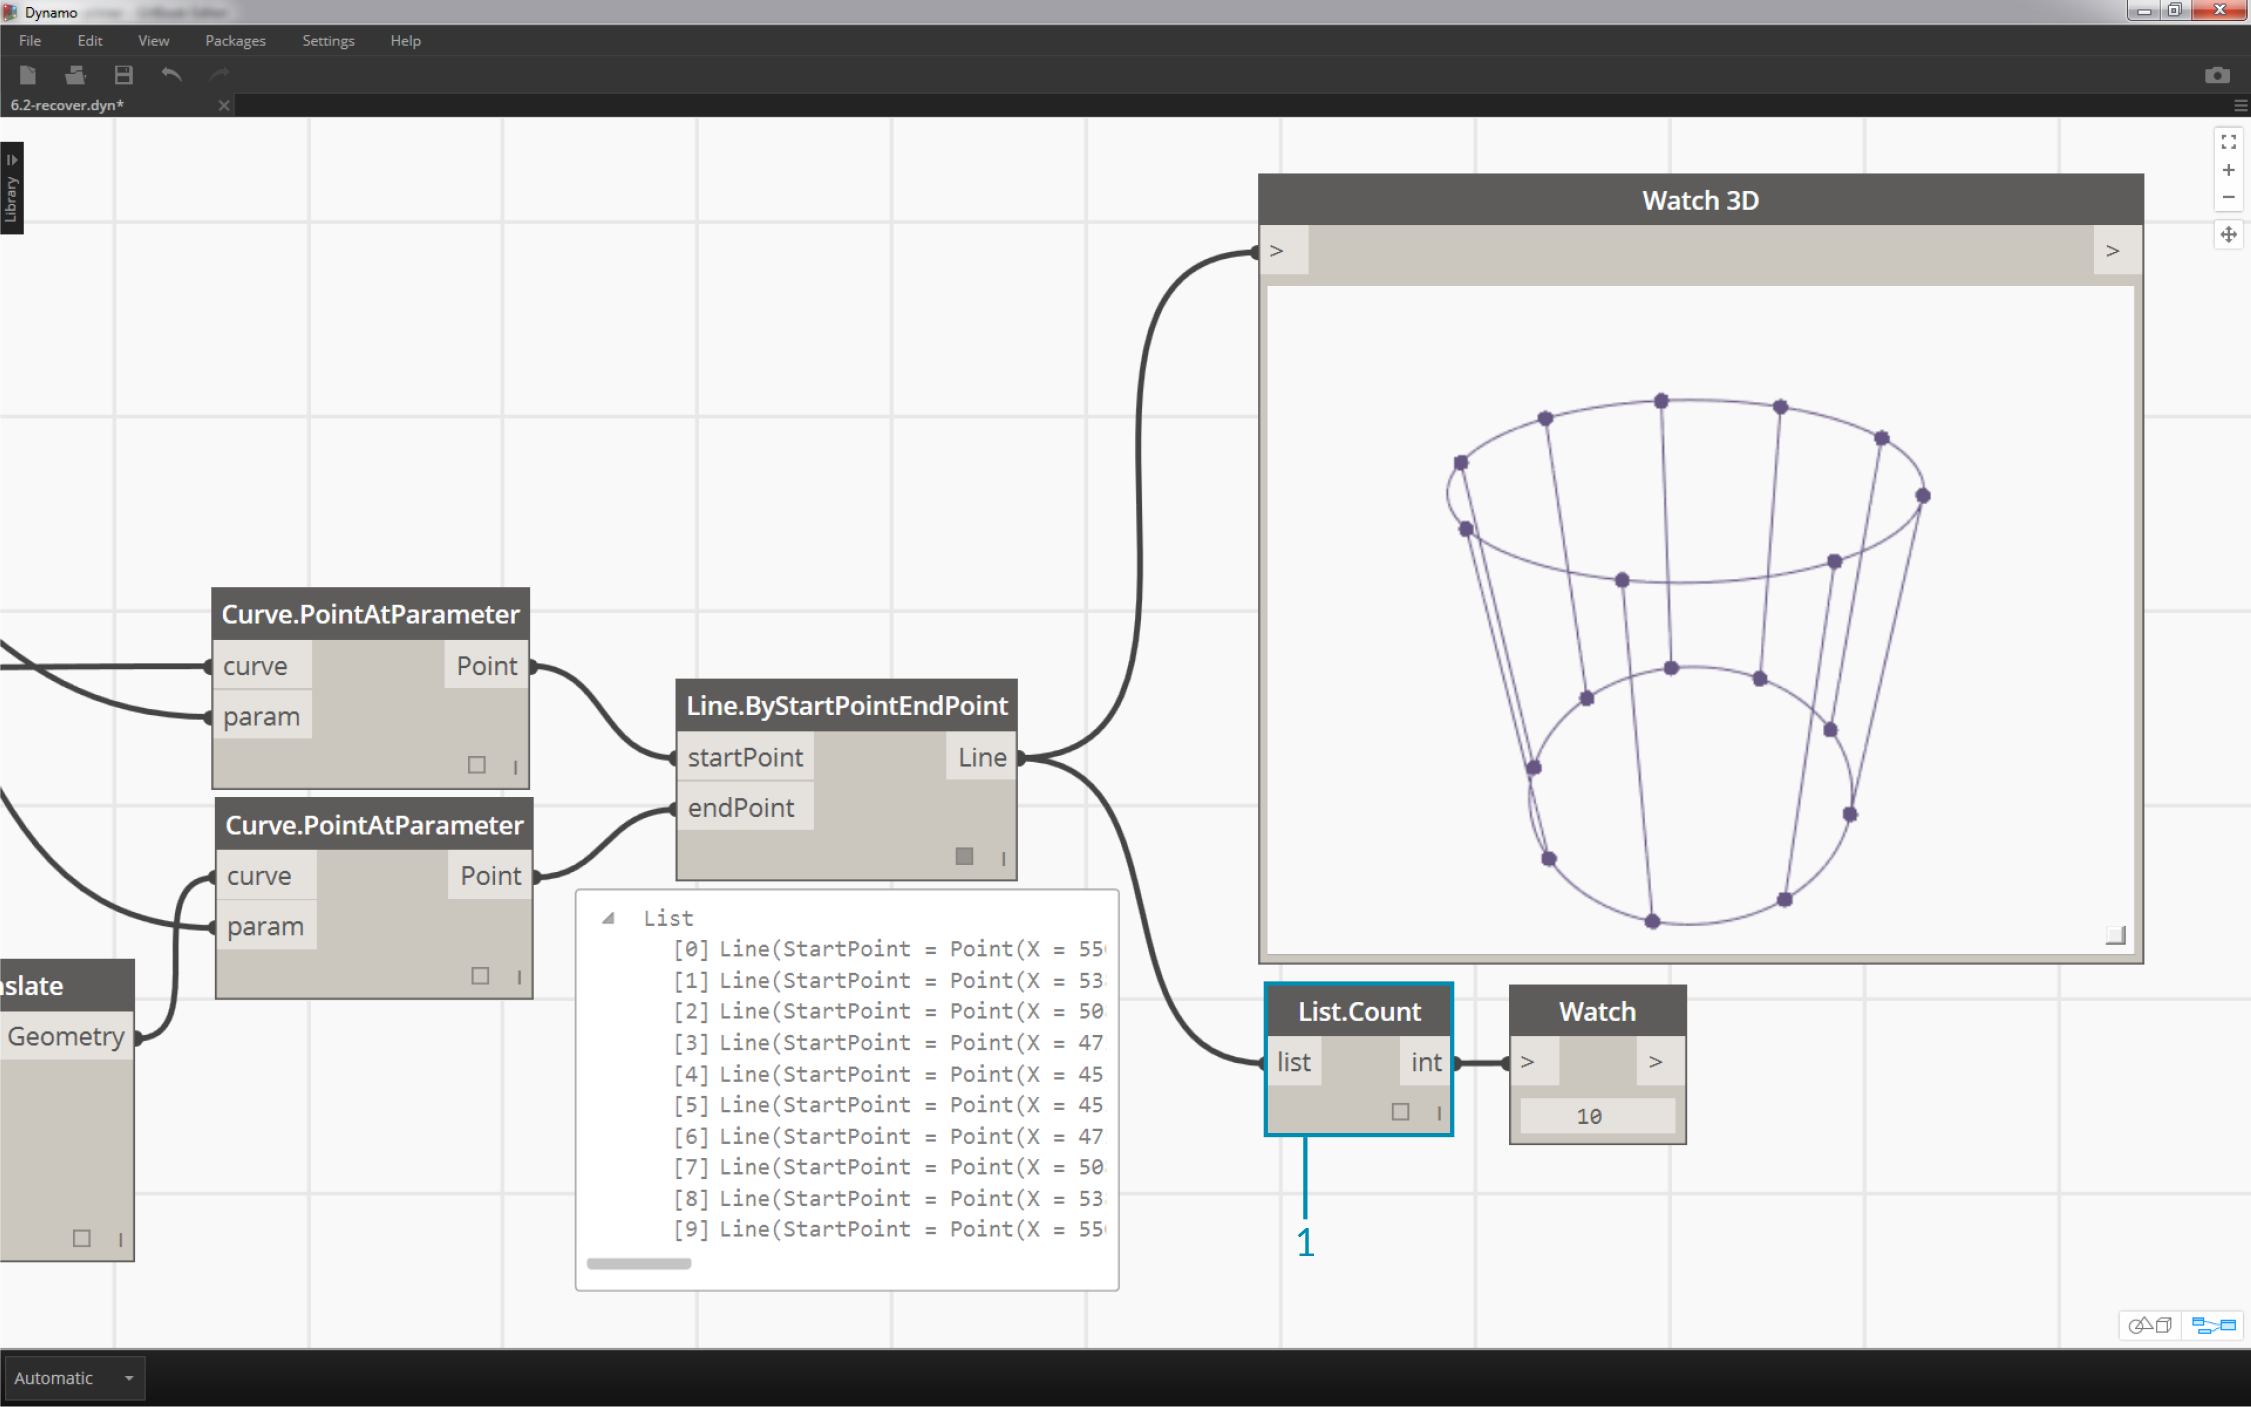 Dynamo
File Edit View Packages Settings Help
6.2-recover.dyn*
Library
Watch 3D
> >
Curve.PointAtParameter
curve Point
param
Line.ByStartPointEndPoint
startPoint Line
endPoint
Curve.PointAtParameter
curve Point
param
List
[0] Line(StartPoint = Point(X = 55
[1] Line(StartPoint = Point(X = 53
[2] Line(StartPoint = Point(X = 50
[3] Line(StartPoint = Point(X = 47
[4] Line(StartPoint = Point(X = 45
[5] Line(StartPoint = Point(X = 45
[6] Line(StartPoint = Point(X = 47
[7] Line(StartPoint = Point(X = 50
[8] Line(StartPoint = Point(X = 53
[9] Line(StartPoint = Point(X = 55
slate
Geometry
List.Count
list int
Watch
> >
10
1
Automatic